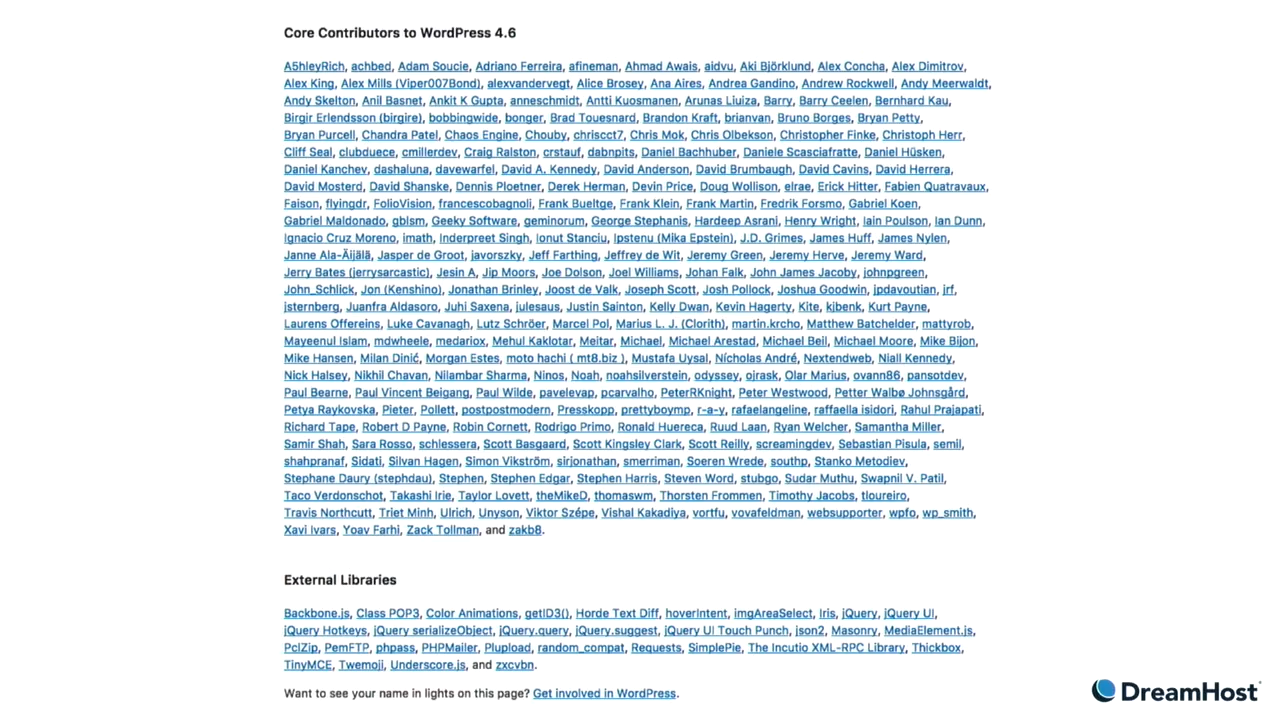 Core Contributors to WordPress 4.6
A5hleyRich, achbed, Adam Soucie, Adriano Ferreira, afineman, Ahmad Awais, aidvu, Aki Björklund, Alex Concha, Alex Dimitrov,
Alex King, Alex Mills (Viper007Bond), alexvandervegt, Alice Brosey, Ana Aires, Andrea Gandino, Andrew Rockwell, Andy Meerwaldt,
Andy Skelton, Anil Basnet, Ankit K Gupta, anneschmidt, Antti Kuosmanen, Arunas Liuiza, Barry, Barry Ceelen, Bernhard Kau,
Birgir Erlendsson (birgire), bobbingwide, bonger, Brad Touesnard, Brandon Kraft, brianvan, Bruno Borges, Bryan Petty,
Bryan Purcell, Chandra Patel, Chaos Engine, Chouby, chriscct7, Chris Mok, Chris Olbekson, Christopher Finke, Christoph Herr,
Cliff Seal, clubduece, cmillerdev, Craig Ralston, crstauf, dabnpits, Daniel Bachhuber, Daniele Scasciafratte, Daniel Hüsken,
Daniel Kanchev, dashaluna, davewarfel, David A. Kennedy, David Anderson, David Brumbaugh, David Cavins, David Herrera,
David Mosterd, David Shanske, Dennis Ploetner, Derek Herman, Devin Price, Doug Wollison, elrae, Erick Hitter, Fabien Quatravaux,
Faison, flyingdr, FolioVision, francescobagnoli, Frank Bueltge, Frank Klein, Frank Martin, Fredrik Forsmo, Gabriel Koen,
Gabriel Maldonado, gblsm, Geeky Software, geminorum, George Stephanis, Hardeep Asrani, Henry Wright, Iain Poulson, Ian Dunn,
Ignacio Cruz Moreno, imath, Inderpreet Singh, Ionut Stanciu, Ipstenu (Mika Epstein), J.D. Grimes, James Huff, James Nylen,
Janne Ala-Äijälä, Jasper de Groot, javorszky, Jeff Farthing, Jeffrey de Wit, Jeremy Green, Jeremy Herve, Jeremy Ward,
Jerry Bates (jerrysarcastic), Jesin A, Jip Moors, Joe Dolson, Joel Williams, Johan Falk, John James Jacoby, johnpgreen,
John_Schlick, Jon (Kenshino), Jonathan Brinley, Joost de Valk, Joseph Scott, Josh Pollock, Joshua Goodwin, jpdavoutian, jrf,
jsternberg, Juanfra Aldasoro, Juhi Saxena, julesaus, Justin Sainton, Kelly Dwan, Kevin Hagerty, Kite, kjbenk, Kurt Payne,
Laurens Offereins, Luke Cavanagh, Lutz Schröer, Marcel Pol, Marius L. J. (Clorith), martin.krcho, Matthew Batchelder, mattyrob,
Mayeenul Islam, mdwheele, medariox, Mehul Kaklotar, Meitar, Michael, Michael Arestad, Michael Beil, Michael Moore, Mike Bijon,
Mike Hansen, Milan Dinić, Morgan Estes, moto hachi ( mt8.biz ), Mustafa Uysal, Nícholas André, Nextendweb, Niall Kennedy,
Nick Halsey, Nikhil Chavan, Nilambar Sharma, Ninos, Noah, noahsilverstein, odyssey, ojrask, Olar Marius, ovann86, pansotdev,
Paul Bearne, Paul Vincent Beigang, Paul Wilde, pavelevap, pcarvalho, PeterRKnight, Peter Westwood, Petter Walbø Johnsgård,
Petya Raykovska, Pieter, Pollett, postpostmodern, Presskopp, prettyboymp, r-a-y, rafaelangeline, raffaella isidori, Rahul Prajapati,
Richard Tape, Robert D Payne, Robin Cornett, Rodrigo Primo, Ronald Huereca, Ruud Laan, Ryan Welcher, Samantha Miller,
Samir Shah, Sara Rosso, schlessera, Scott Basgaard, Scott Kingsley Clark, Scott Reilly, screamingdev, Sebastian Pisula, semil,
shahpranaf, Sidati, Silvan Hagen, Simon Vikström, sirjonathan, smerriman, Soeren Wrede, southp, Stanko Metodiev,
Stephane Daury (stephdau), Stephen, Stephen Edgar, Stephen Harris, Steven Word, stubgo, Sudar Muthu, Swapnil V. Patil,
Taco Verdonschot, Takashi Irie, Taylor Lovett, theMikeD, thomaswm, Thorsten Frommen, Timothy Jacobs, tloureiro,
Travis Northcutt, Triet Minh, Ulrich, Unyson, Viktor Szépe, Vishal Kakadiya, vortfu, vovafeldman, websupporter, wpfo, wp_smith,
Xavi Ivars, Yoav Farhi, Zack Tollman, and zakb8.
External Libraries
Backbone.js, Class POP3, Color Animations, getID3(), Horde Text Diff, hoverIntent, imgAreaSelect, Iris, jQuery, jQuery UI,
jQuery Hotkeys, jQuery serializeObject, jQuery.query, jQuery.suggest, jQuery UI Touch Punch, json2, Masonry, MediaElement.js,
PclZip, PemFTP, phpass, PHPMailer, Plupload, random_compat, Requests, SimplePie, The Incutio XML-RPC Library, Thickbox,
TinyMCE, Twemoji, Underscore.js, and zxcvbn.
Want to see your name in lights on this page? Get involved in WordPress.
DreamHost